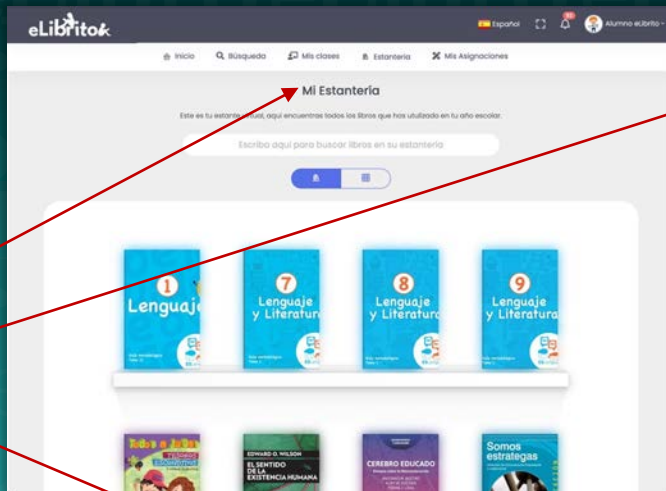 eLibritok
Español
Alumno eLibrito
Inicio
Búsqueda
Mis clases
Estantería
Mis Asignaciones
Mi Estantería
Este es tu estante virtual, aquí encuentras todos los libros que has utulizado en tu año escolar.
Escriba aquí para buscar libros en su estantería
1
Lenguaje
7
Lenguaje
y Literatura
8
Lenguaje
y Literatura
9
Lenguaje
y Literatura
EDWARD O. WILSON
EL SENTIDO
DE LA
EXISTENCIA HUMANA
CEREBRO EDUCADO
Somos
estrategas